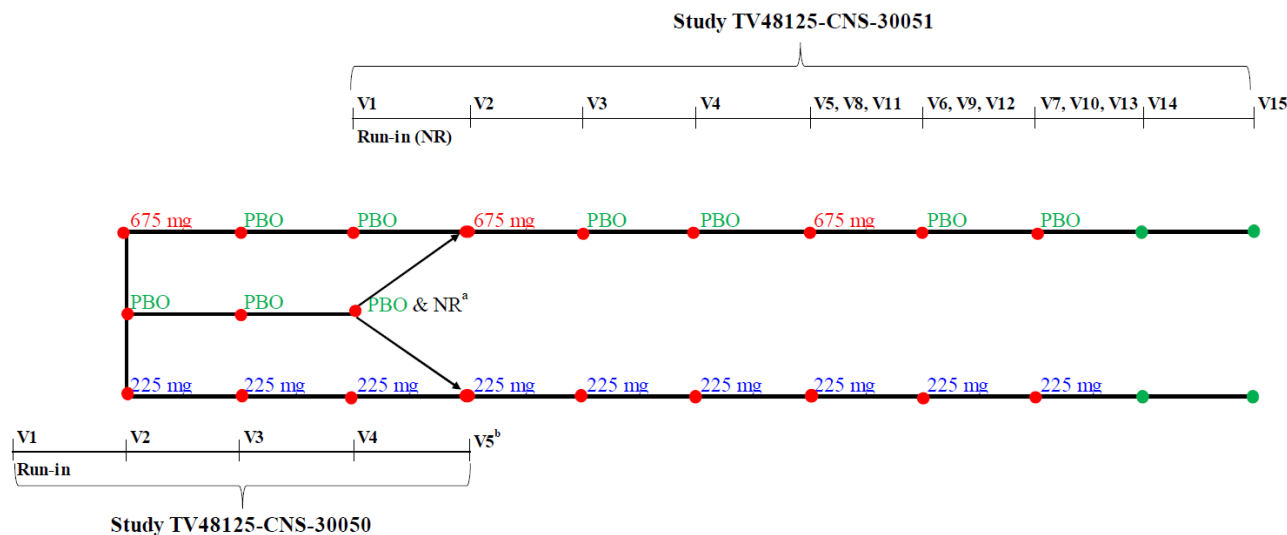 Study TV48125-CNS-30051
V1 V2 V3 V4 V5, V8, V11 V6, V9, V12 V7, V10, V13 V14 V15
Run-in (NR)
675 mg PBO PBO 675 mg PBO PBO 675 mg PBO PBO
PBO PBO PBO & NRᵃ
225 mg 225 mg 225 mg 225 mg 225 mg 225 mg 225 mg 225 mg 225 mg
V1 V2 V3 V4 V5ᵇ
Run-in
Study TV48125-CNS-30050